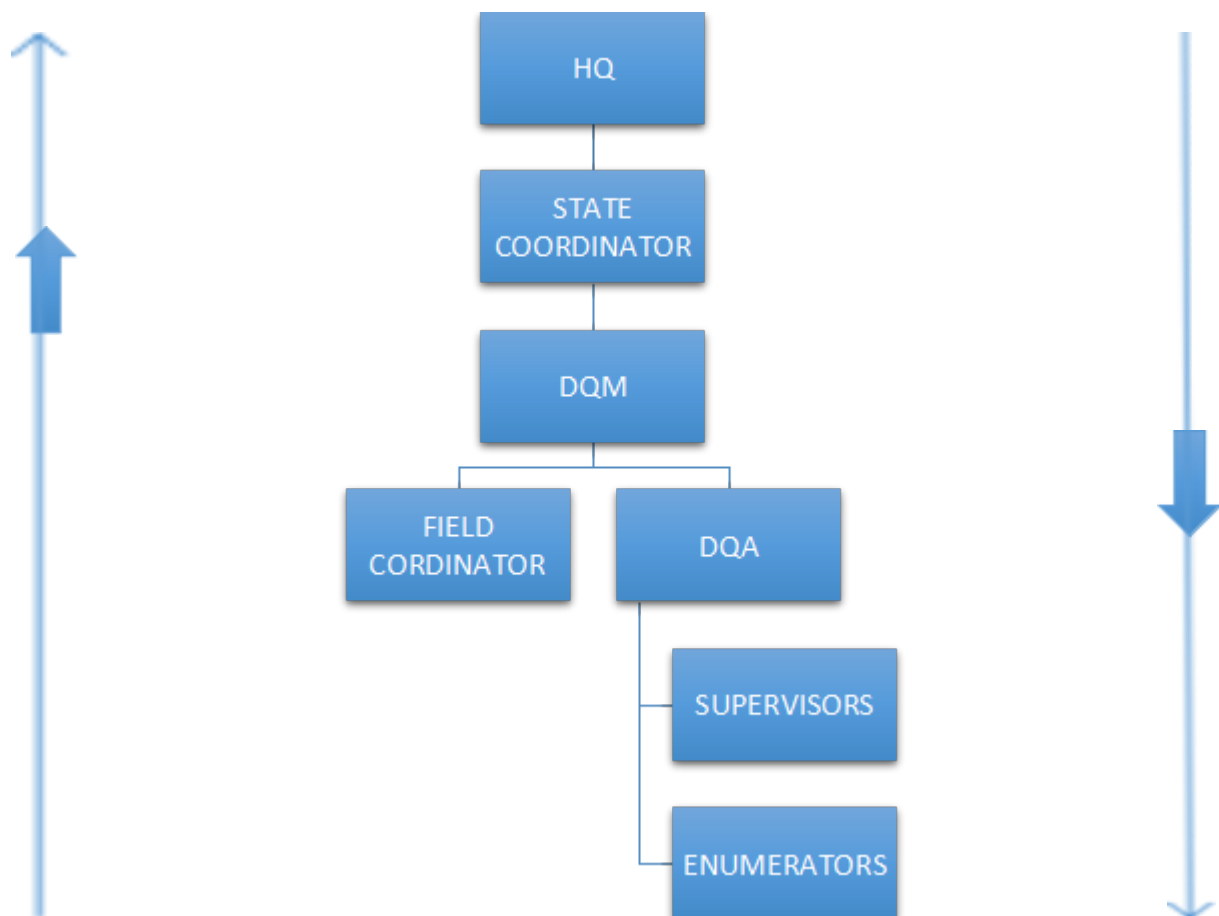 HQ
STATE
COORDINATOR
DQM
FIELD
CORDINATOR
DQA
SUPERVISORS
ENUMERATORS